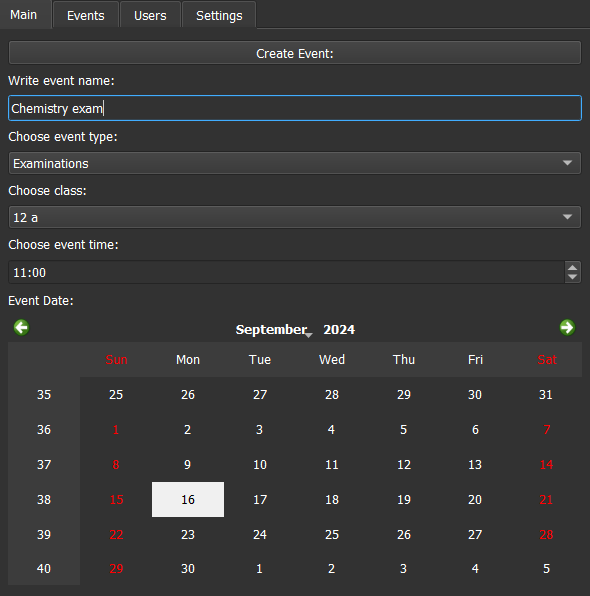 Main Events Users Settings
Create Event:
Write event name:
Chemistry exam
Choose event type:
Examinations
Choose class:
12 a
Choose event time:
11:00
Event Date:
September 2024
Sun Mon Tue Wed Thu Fri Sat
35 25 26 27 28 29 30 31
36 1 2 3 4 5 6 7
37 8 9 10 11 12 13 14
38 15 16 17 18 19 20 21
39 22 23 24 25 26 27 28
40 29 30 1 2 3 4 5